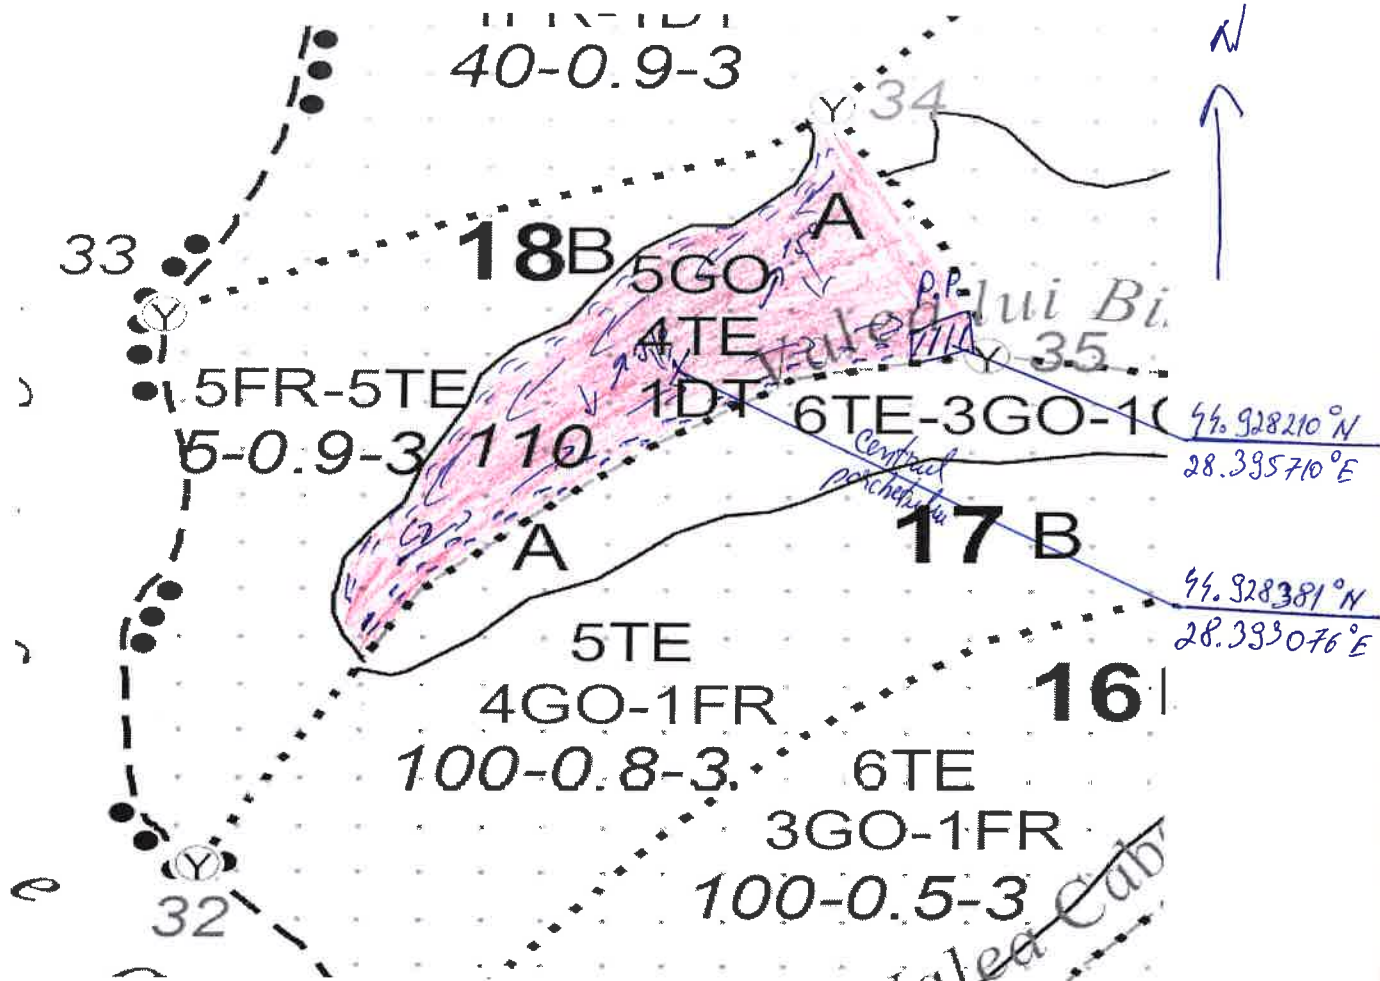 40-0.9-3
N
34
33
18B
A
5GO
4TE
1DT
110
P.P.
Valea lui Bi
35
5FR-5TE
5-0.9-3
6TE-3GO-1
44.928210°N
28.395710°E
Centrul
parchetului
17 B
A
44.928381°N
28.393076°E
5TE
4GO-1FR
100-0.8-3
16
6TE
3GO-1FR
100-0.5-3
32
Valea Cab